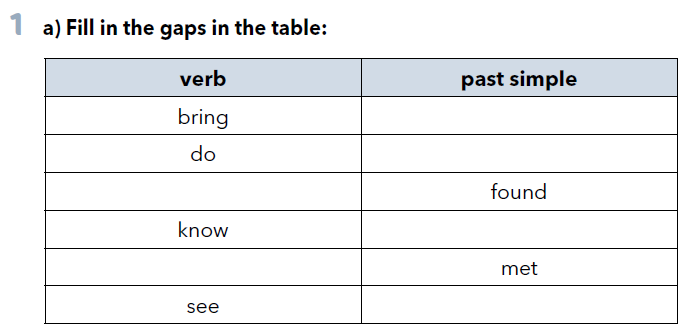 1 a) Fill in the gaps in the table:
verb past simple
bring
do
found
know
met
see